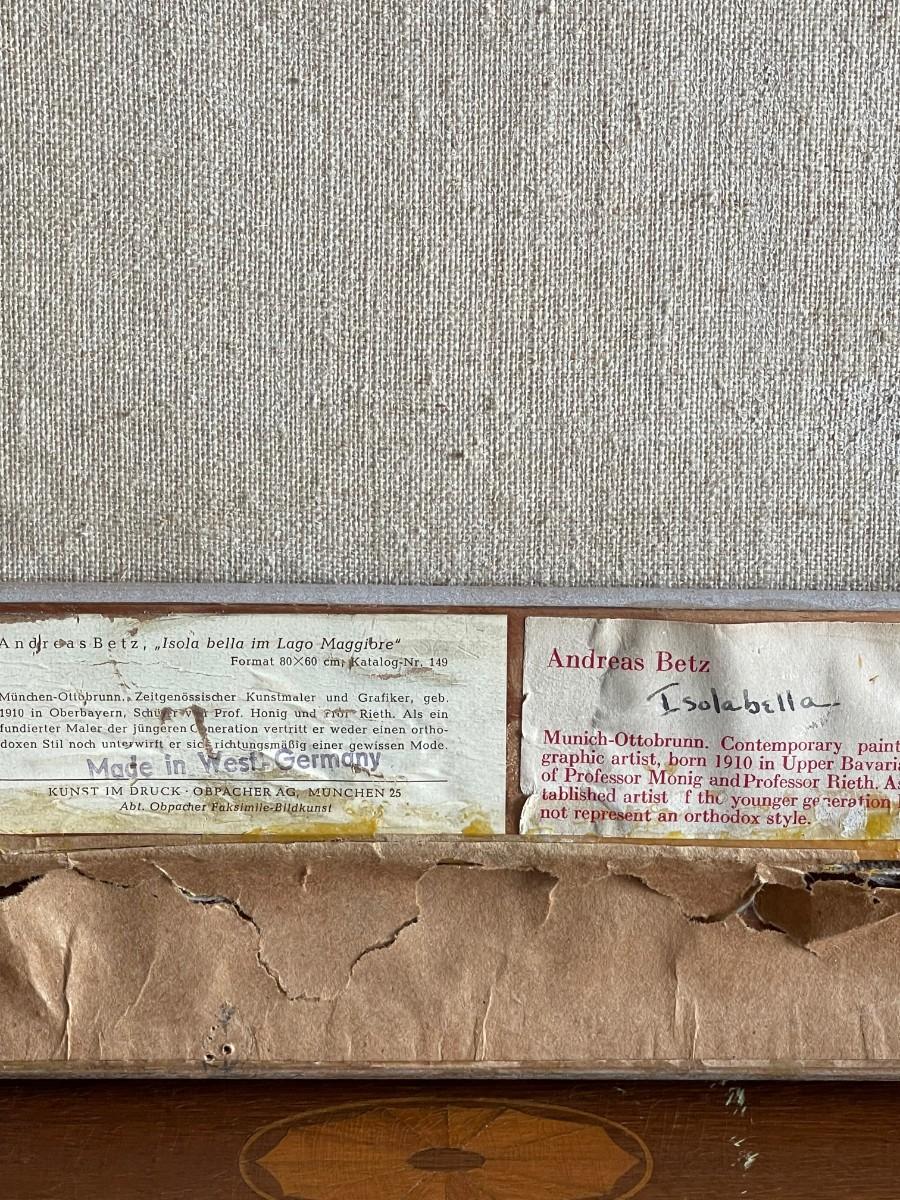 Andreas Betz, „Isola bella im Lago Maggiore“
Format 80×60 cm, Katalog-Nr. 149
München-Ottobrunn. Zeitgenössischer Kunstmaler und Grafiker, geb.
1910 in Oberbayern, Schüler von Prof. Honig und Prof Rieth. Als ein
fundierter Maler der jüngeren Generation vertritt er weder einen ortho-
doxen Stil noch unterwirft er sich richtungsmäßig einer gewissen Mode.
Made in West-Germany
KUNST IM DRUCK · OBPACHER AG, MÜNCHEN 25
Abt. Obpacher Faksimile-Bildkunst
Andreas Betz
Isolabella
Munich-Ottobrunn. Contemporary paint
graphic artist, born 1910 in Upper Bavaria
of Professor Monig and Professor Rieth. As
tablished artist f the younger generation
not represent an orthodox style.